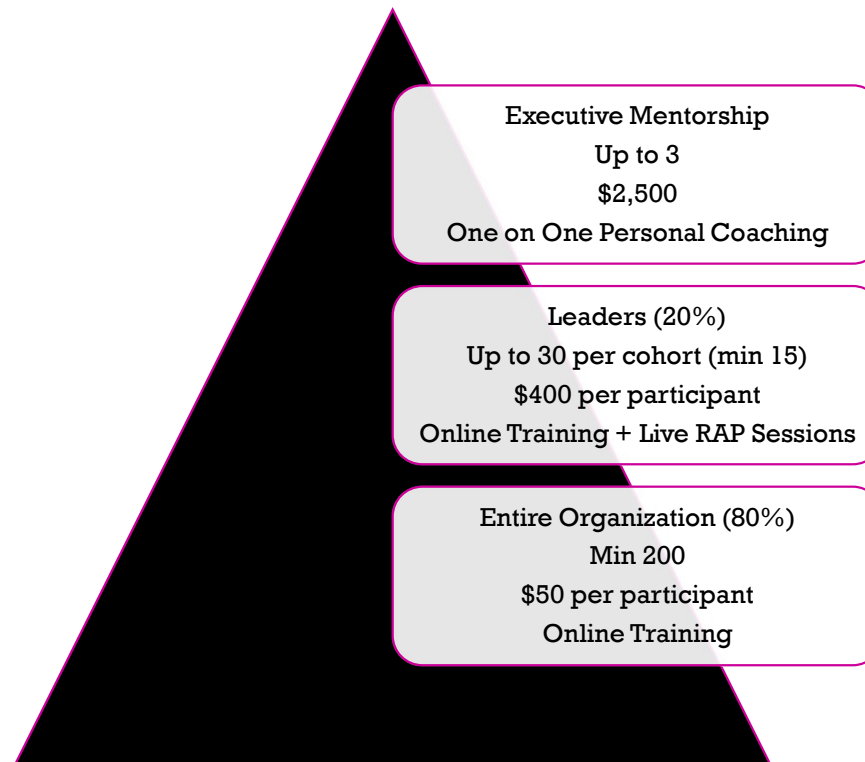 Executive Mentorship
Up to 3
$2,500
One on One Personal Coaching
Leaders (20%)
Up to 30 per cohort (min 15)
$400 per participant
Online Training + Live RAP Sessions
Entire Organization (80%)
Min 200
$50 per participant
Online Training